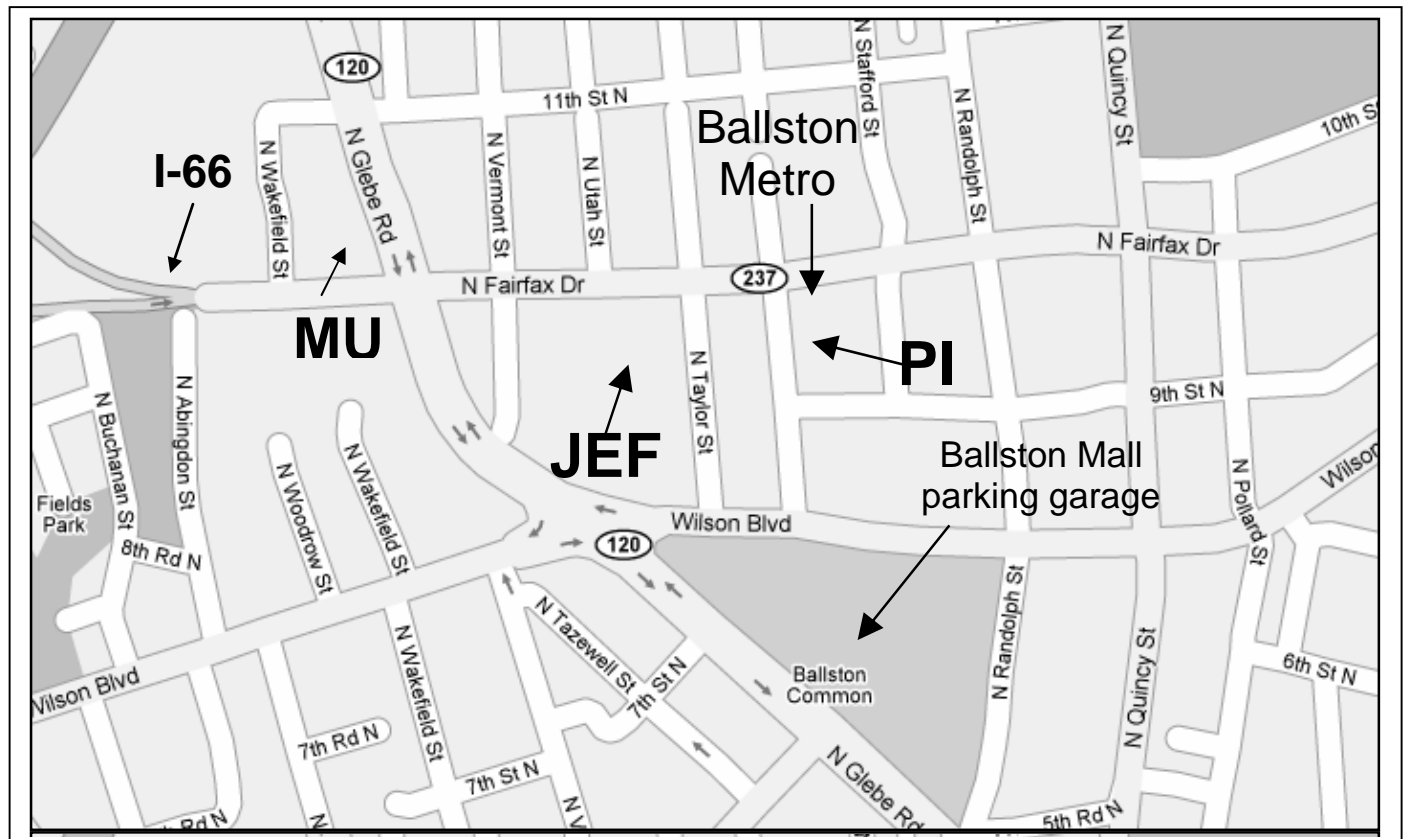 120
N Stafford St
N Quincy St
11th St N
N Randolph St
10th S
Ballston
Metro
N Glebe Rd
N Vermont St
N Utah St
N Wakefield St
I-66
N Fairfax Dr
N Fairfax Dr
237
MU
PI
N Taylor St
9th St N
N Abingdon St
N Buchanan St
JEF
Ballston Mall
parking garage
N Wakefield St
N Woodrow St
Fields
Park
N Pollard St
Wilson
Wilson Blvd
8th Rd N
120
N Tazewell St
N Randolph St
N Wakefield St
7th St N
Ballston
Common
6th St N
N Quincy St
Wilson Blvd
7th Rd N
7th St N
N Glebe Rd
N V
N
Rd N
5th Rd N